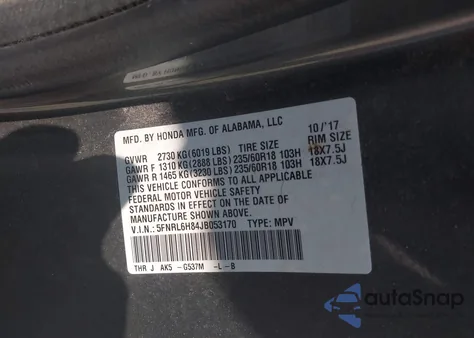 MFD. BY HONDA MFG. OF ALABAMA, LLC 10/'17
GVWR 2730 KG(6019 LBS) TIRE SIZE RIM SIZE
GAWR F 1310 KG(2888 LBS) 235/60R18 103H 18X7.5J
GAWR R 1465 KG(3230 LBS) 235/60R18 103H 18X7.5J
THIS VEHICLE CONFORMS TO ALL APPLICABLE
FEDERAL MOTOR VEHICLE SAFETY
STANDARDS IN EFFECT ON THE DATE OF
MANUFACTURE SHOWN ABOVE.
V.I.N.: 5FNRL6H84JB053170 TYPE: MPV
THR J AK5 -G537M -L-B
autoSnap